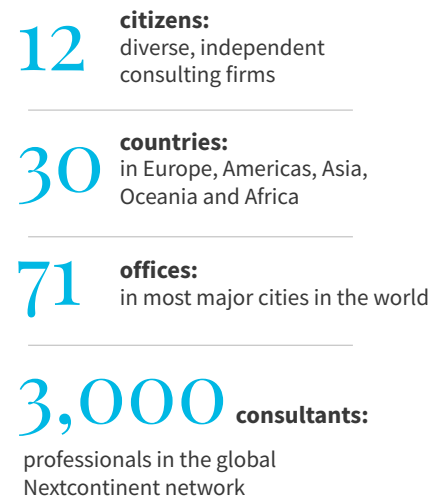 12 citizens:
diverse, independent
consulting firms
30 countries:
in Europe, Americas, Asia,
Oceania and Africa
71 offices:
in most major cities in the world
3,000 consultants:
professionals in the global
Nextcontinent network